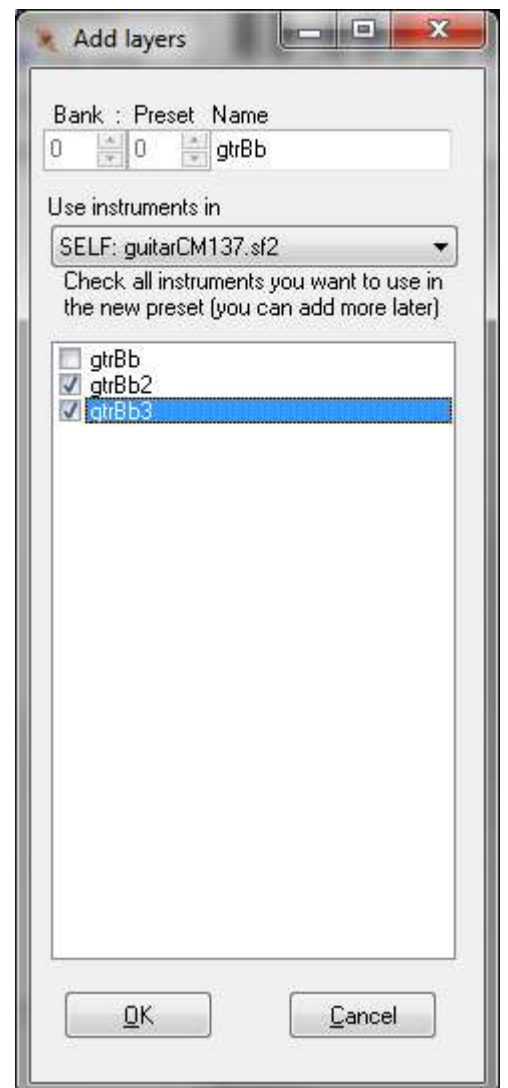 Add layers
Bank : Preset Name
0 0 gtrBb
Use instruments in
SELF: guitarCM137.sf2
Check all instruments you want to use in
the new preset (you can add more later)
gtrBb
gtrBb2
gtrBb3
OK Cancel